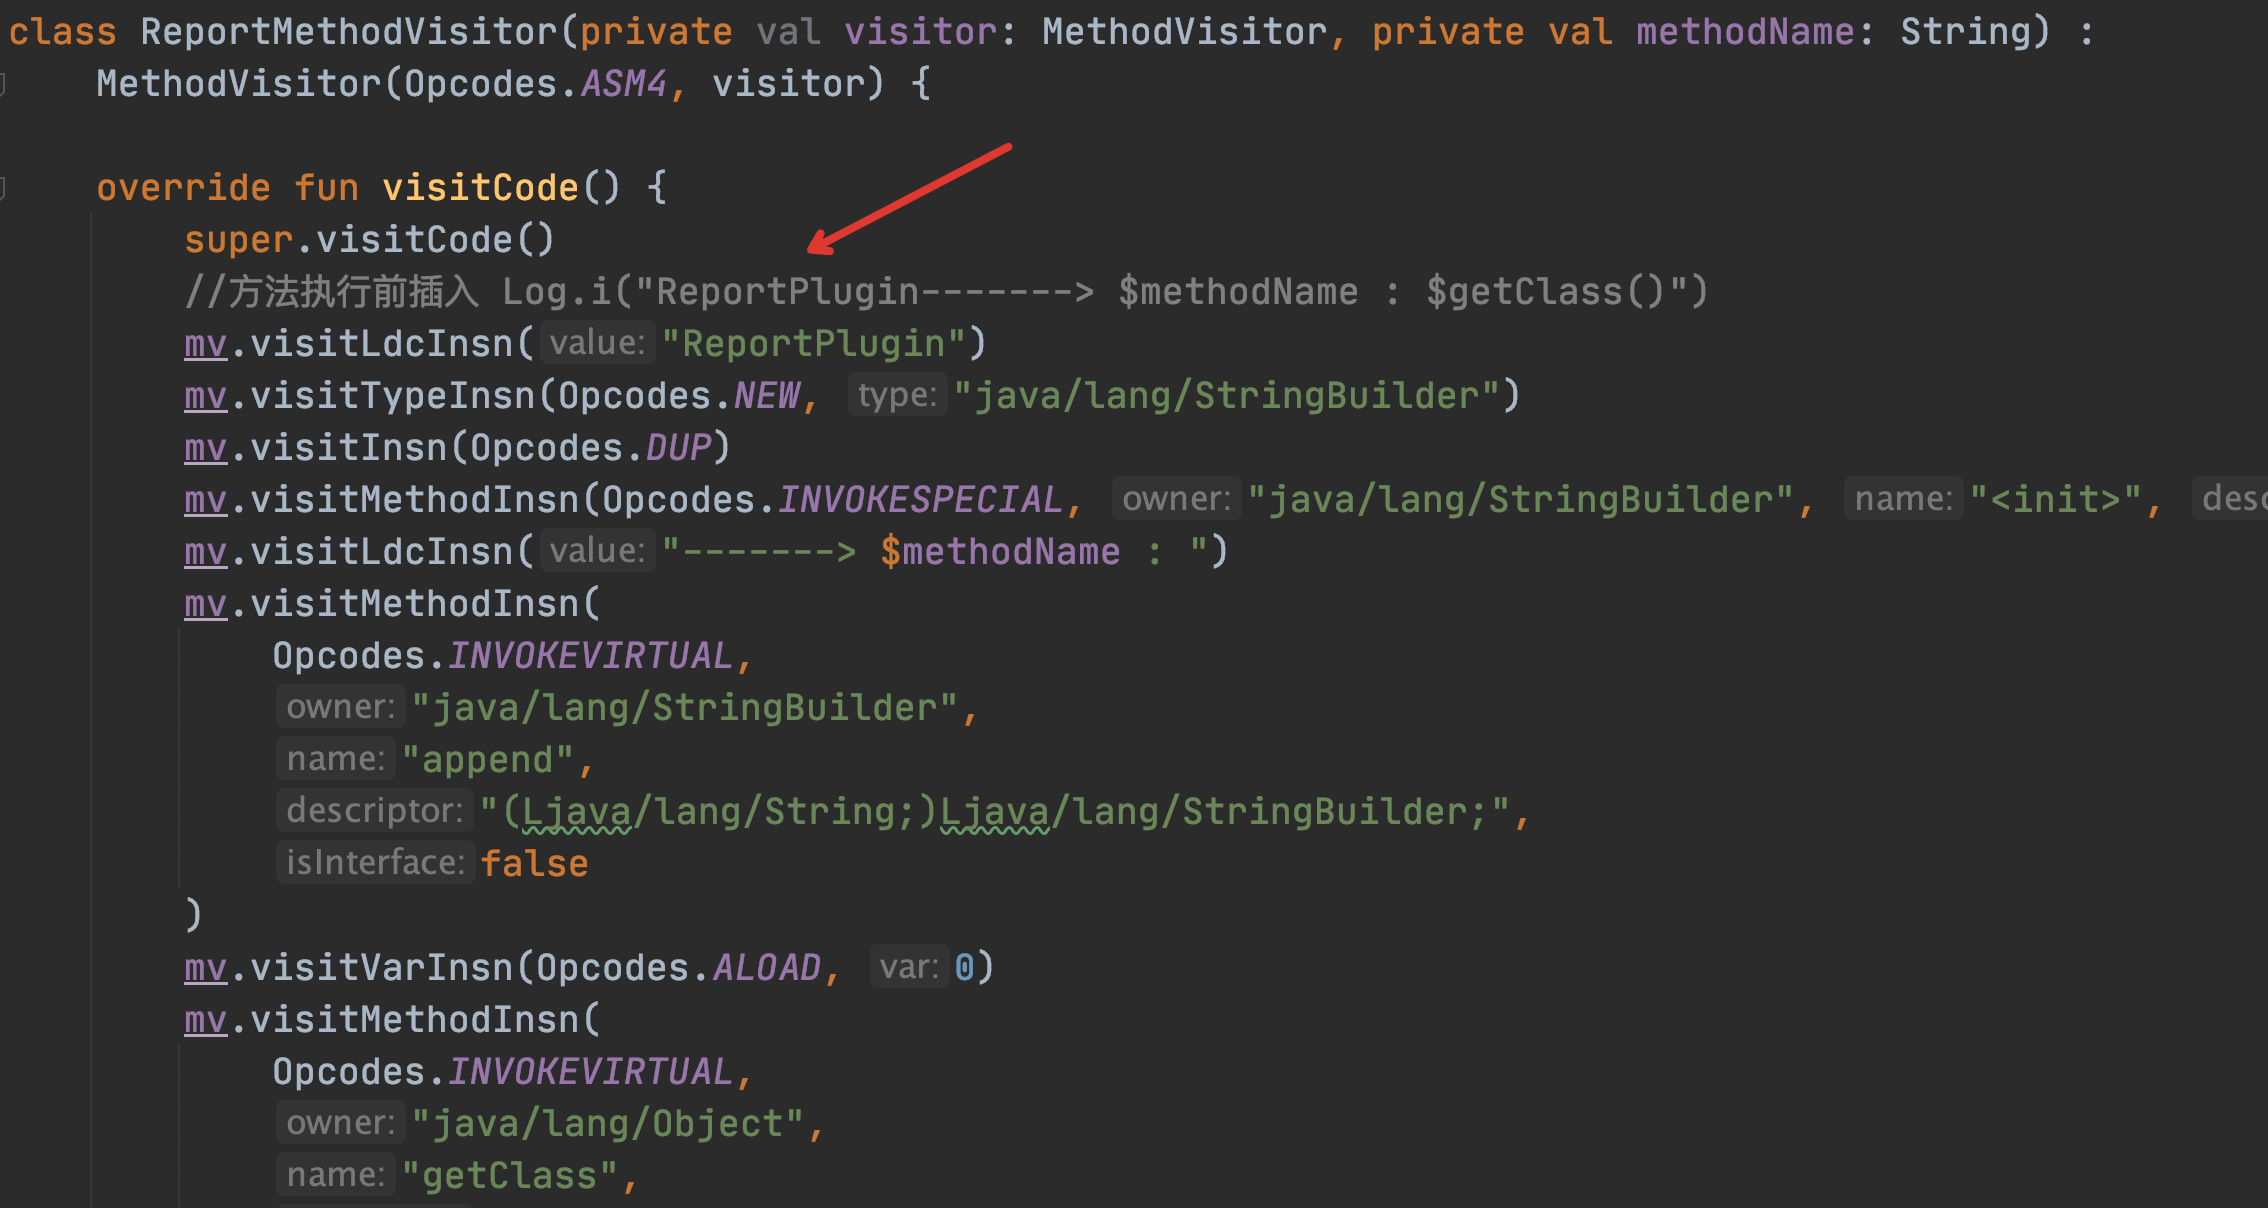 class ReportMethodVisitor(private val visitor: MethodVisitor, private val methodName: String) :
    MethodVisitor(Opcodes.ASM4, visitor) {

    override fun visitCode() {
        super.visitCode()
        //方法执行前插入 Log.i("ReportPlugin-------> $methodName : $getClass()")
        mv.visitLdcInsn( value: "ReportPlugin")
        mv.visitTypeInsn(Opcodes.NEW, type: "java/lang/StringBuilder")
        mv.visitInsn(Opcodes.DUP)
        mv.visitMethodInsn(Opcodes.INVOKESPECIAL, owner: "java/lang/StringBuilder", name: "<init>",
        mv.visitLdcInsn( value: "-------> $methodName : ")
        mv.visitMethodInsn(
            Opcodes.INVOKEVIRTUAL,
            owner: "java/lang/StringBuilder",
            name: "append",
            descriptor: "(Ljava/lang/String;)Ljava/lang/StringBuilder;",
            isInterface: false
        )
        mv.visitVarInsn(Opcodes.ALOAD, var: 0)
        mv.visitMethodInsn(
            Opcodes.INVOKEVIRTUAL,
            owner: "java/lang/Object",
            name: "getClass",